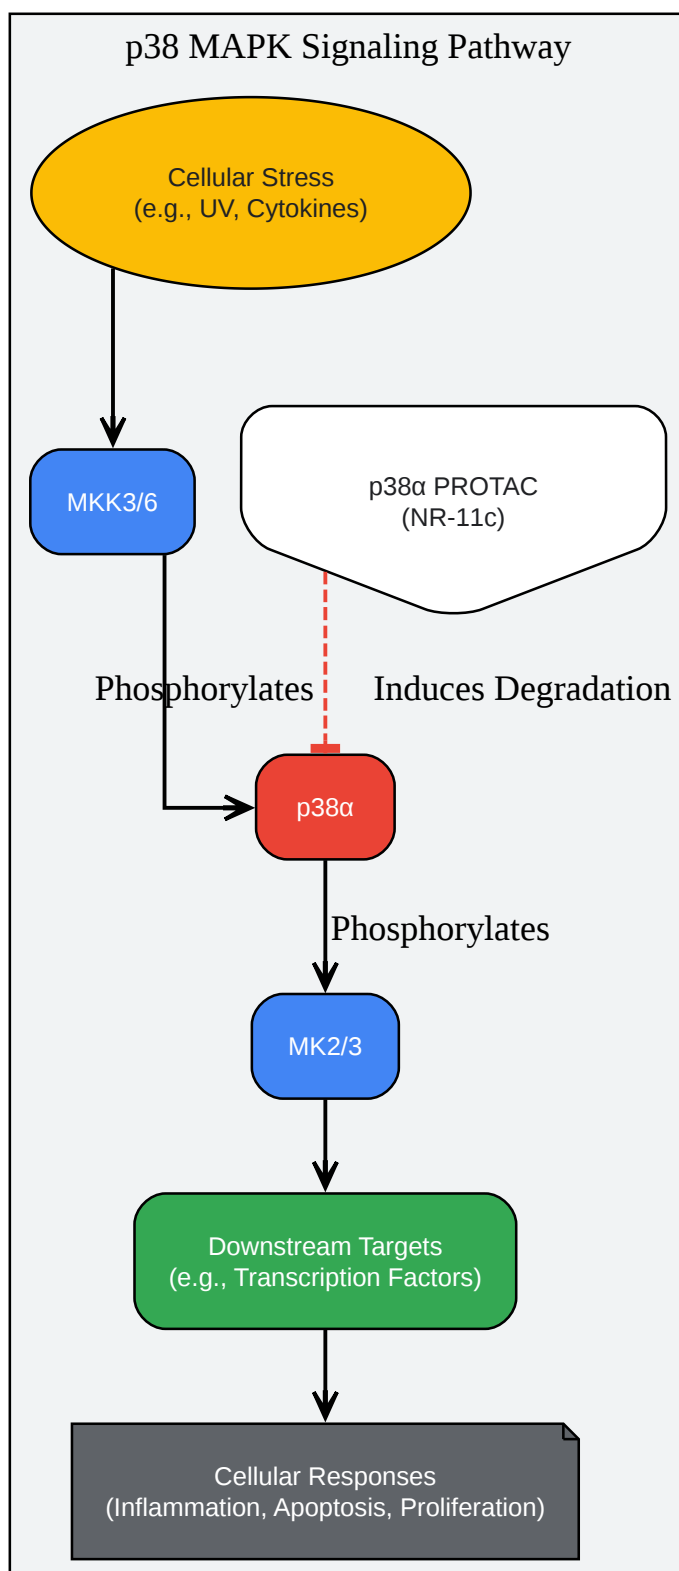 p38 MAPK Signaling Pathway
Cellular Stress
(e.g., UV, Cytokines)
MKK3/6
p38α PROTAC
(NR-11c)
Phosphorylates
Induces Degradation
p38α
Phosphorylates
MK2/3
Downstream Targets
(e.g., Transcription Factors)
Cellular Responses
(Inflammation, Apoptosis, Proliferation)